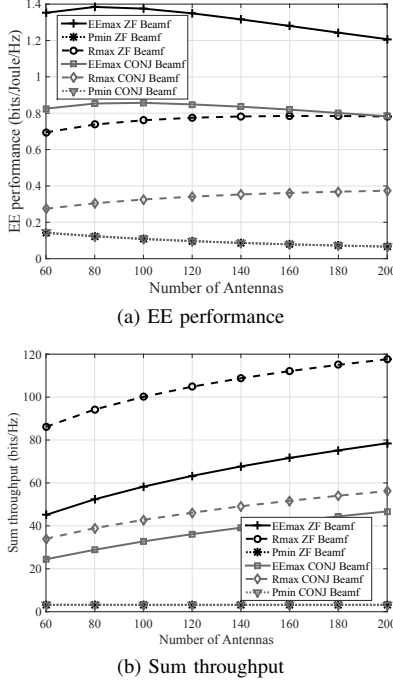 1.4
1.2
1
0.8
0.6
0.4
0.2
0
EE performance (bits/Joule/Hz)
EEmax ZF Beamf
Pmin ZF Beamf
Rmax ZF Beamf
EEmax CONJ Beamf
Rmax CONJ Beamf
Pmin CONJ Beamf
60 80 100 120 140 160 180 200
Number of Antennas
(a) EE performance
120
100
80
60
40
20
0
Sum throughput (bits/Hz)
EEmax ZF Beamf
Rmax ZF Beamf
Pmin ZF Beamf
EEmax CONJ Beamf
Rmax CONJ Beamf
Pmin CONJ Beamf
60 80 100 120 140 160 180 200
Number of Antennas
(b) Sum throughput